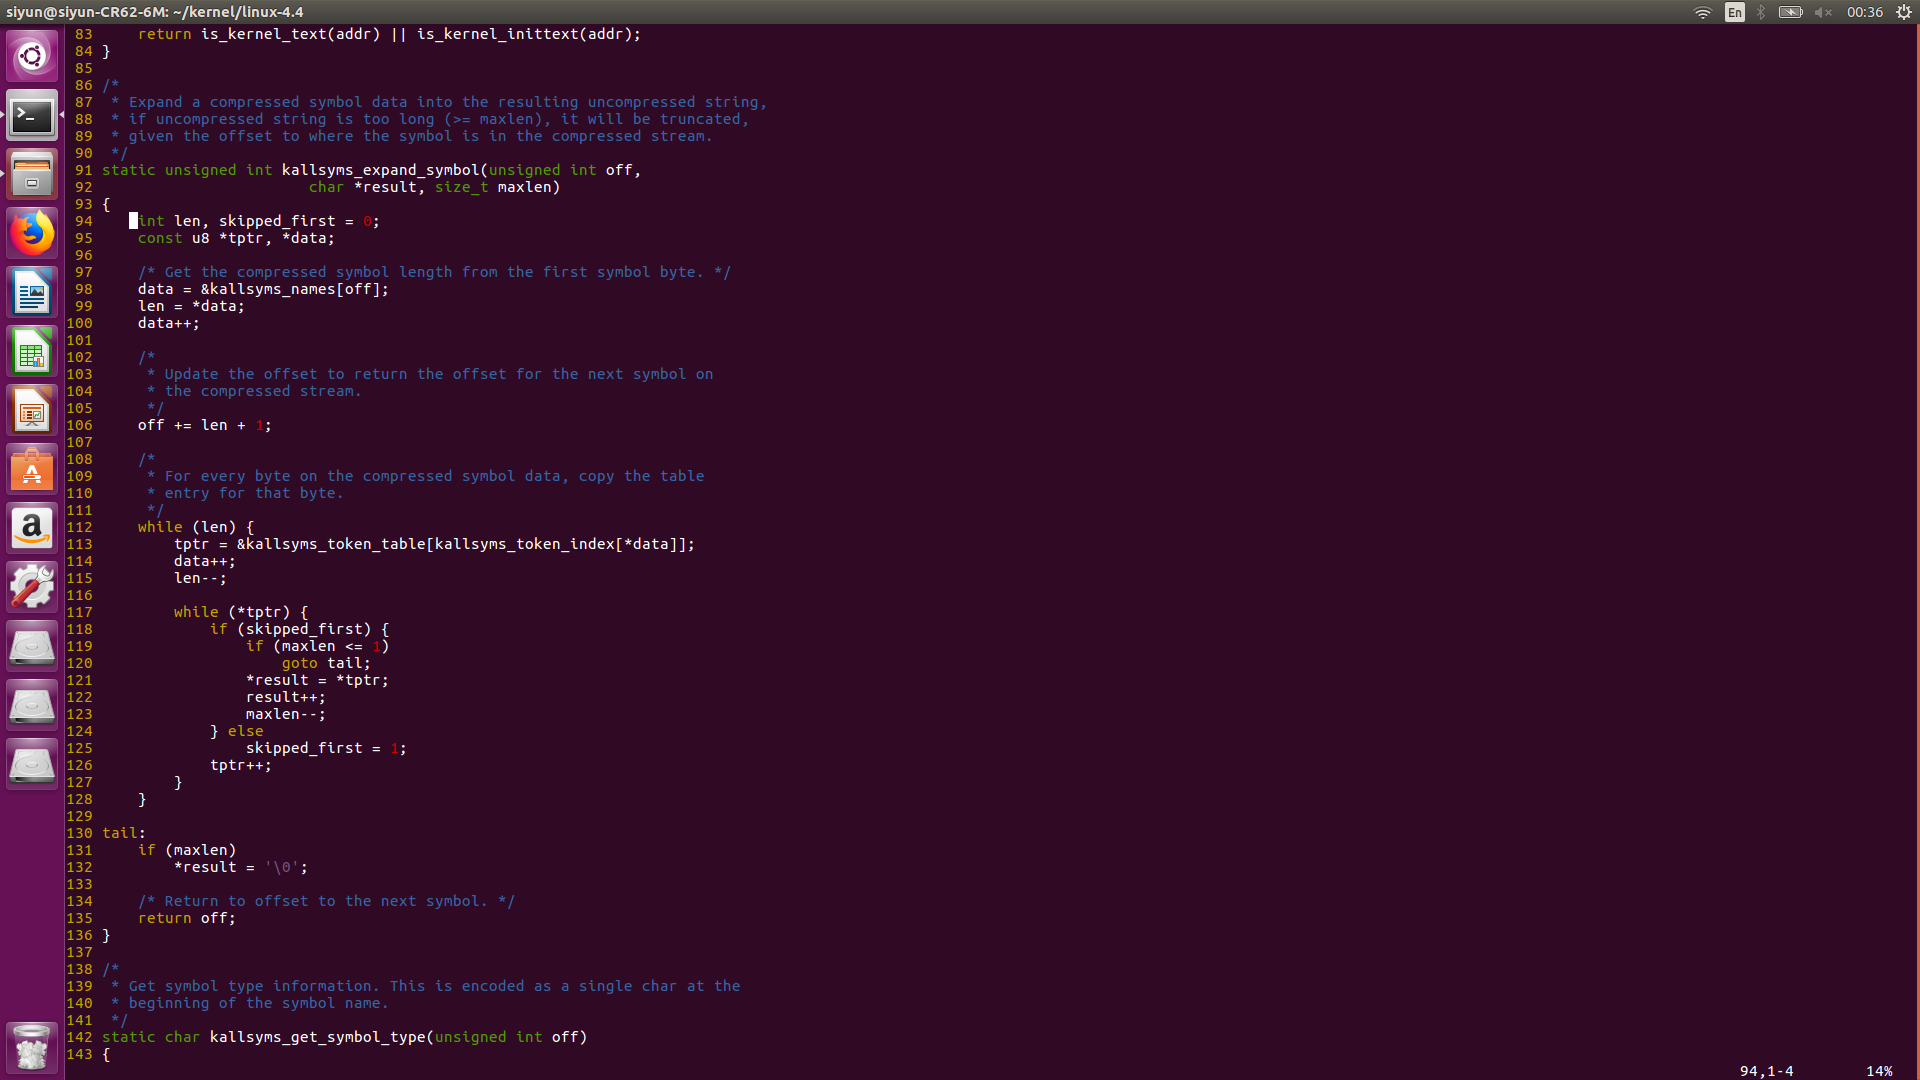 siyun@siyun-CR62-6M: ~/kernel/linux-4.4
En
00:36
83     return is_kernel_text(addr) || is_kernel_inittext(addr);
84 }
85
86 /*
87  * Expand a compressed symbol data into the resulting uncompressed string,
88  * if uncompressed string is too long (>= maxlen), it will be truncated,
89  * given the offset to where the symbol is in the compressed stream.
90  */
91 static unsigned int kallsyms_expand_symbol(unsigned int off,
92                        char *result, size_t maxlen)
93 {
94     int len, skipped_first = 0;
95     const u8 *tptr, *data;
96
97     /* Get the compressed symbol length from the first symbol byte. */
98     data = &kallsyms_names[off];
99     len = *data;
100     data++;
101
102     /*
103      * Update the offset to return the offset for the next symbol on
104      * the compressed stream.
105      */
106     off += len + 1;
107
108     /*
109      * For every byte on the compressed symbol data, copy the table
110      * entry for that byte.
111      */
112     while (len) {
113         tptr = &kallsyms_token_table[kallsyms_token_index[*data]];
114         data++;
115         len--;
116
117         while (*tptr) {
118             if (skipped_first) {
119                 if (maxlen <= 1)
120                     goto tail;
121                 *result = *tptr;
122                 result++;
123                 maxlen--;
124             } else
125                 skipped_first = 1;
126             tptr++;
127         }
128     }
129
130 tail:
131     if (maxlen)
132         *result = '\0';
133
134     /* Return to offset to the next symbol. */
135     return off;
136 }
137
138 /*
139  * Get symbol type information. This is encoded as a single char at the
140  * beginning of the symbol name.
141  */
142 static char kallsyms_get_symbol_type(unsigned int off)
143 {
94,1-4        14%